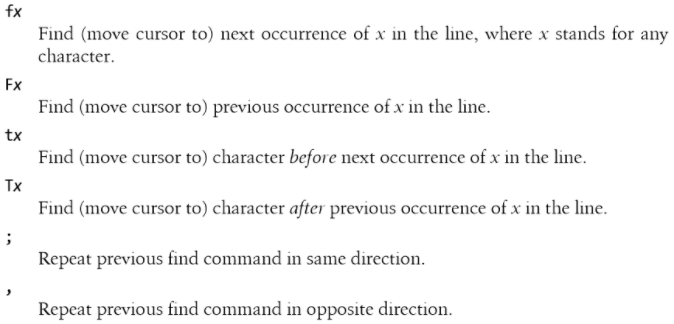 fx
Find (move cursor to) next occurrence of x in the line, where x stands for any
character.
Fx
Find (move cursor to) previous occurrence of x in the line.
tx
Find (move cursor to) character before next occurrence of x in the line.
Tx
Find (move cursor to) character after previous occurrence of x in the line.
;
Repeat previous find command in same direction.
,
Repeat previous find command in opposite direction.